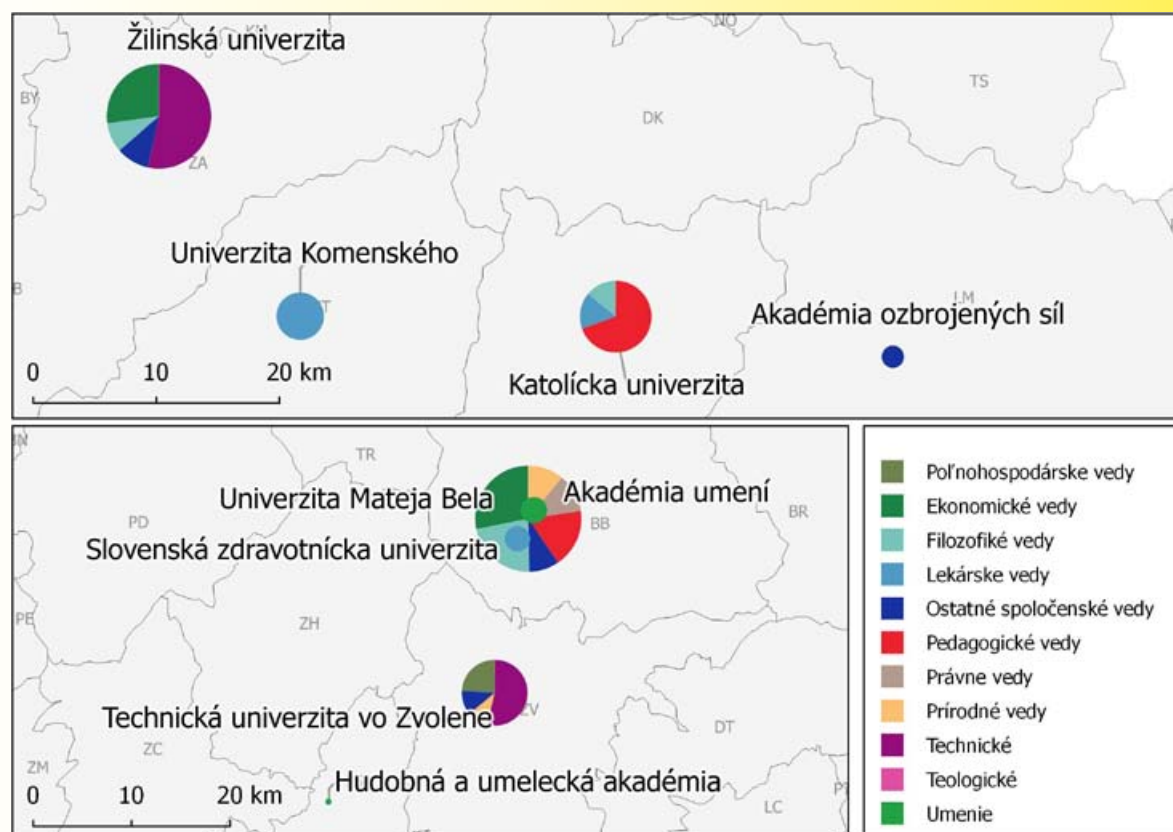 Žilinská univerzita
NO
TS
BY
DK
ZA
Univerzita Komenského
B
LM
Akadémia ozbrojených síl
0 10 20 km
Katolícka univerzita
TR
Univerzita Mateja Bela
Akadémia umení
PD
BB
BR
Slovenská zdravotnícka univerzita
PE
ZH
Technická univerzita vo Zvolene
ZV
ZC
DT
ZM
Hudobná a umelecká akadémia
0 10 20 km
LC
Poľnohospodárske vedy
Ekonomické vedy
Filozofiké vedy
Lekárske vedy
Ostatné spoločenské vedy
Pedagogické vedy
Právne vedy
Prírodné vedy
Technické
Teologické
Umenie